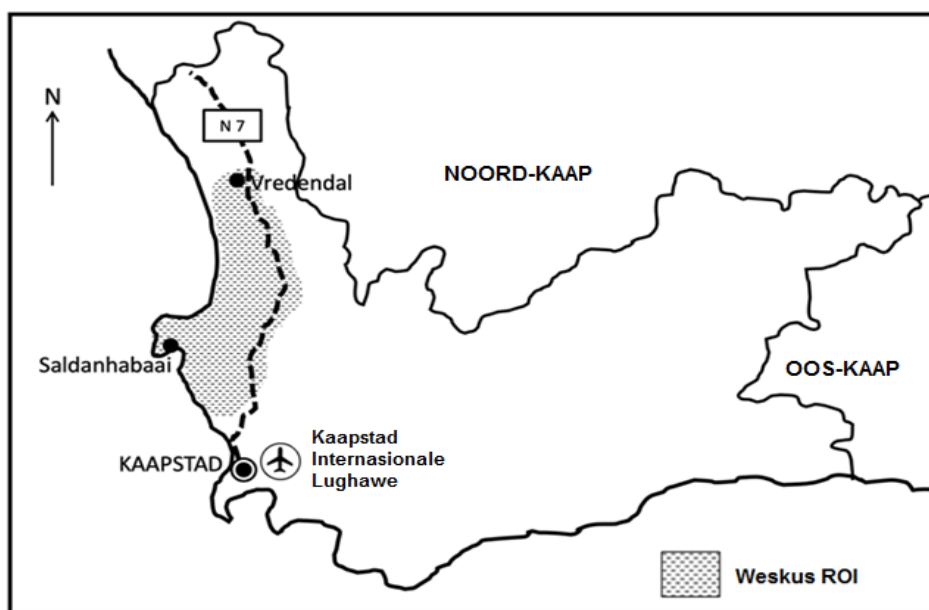 N
N 7
NOORD-KAAP
Vredendal
Saldanhabaai
OOS-KAAP
KAAPSTAD
Kaapstad
Internasionale
Lughawe
Weskus ROI